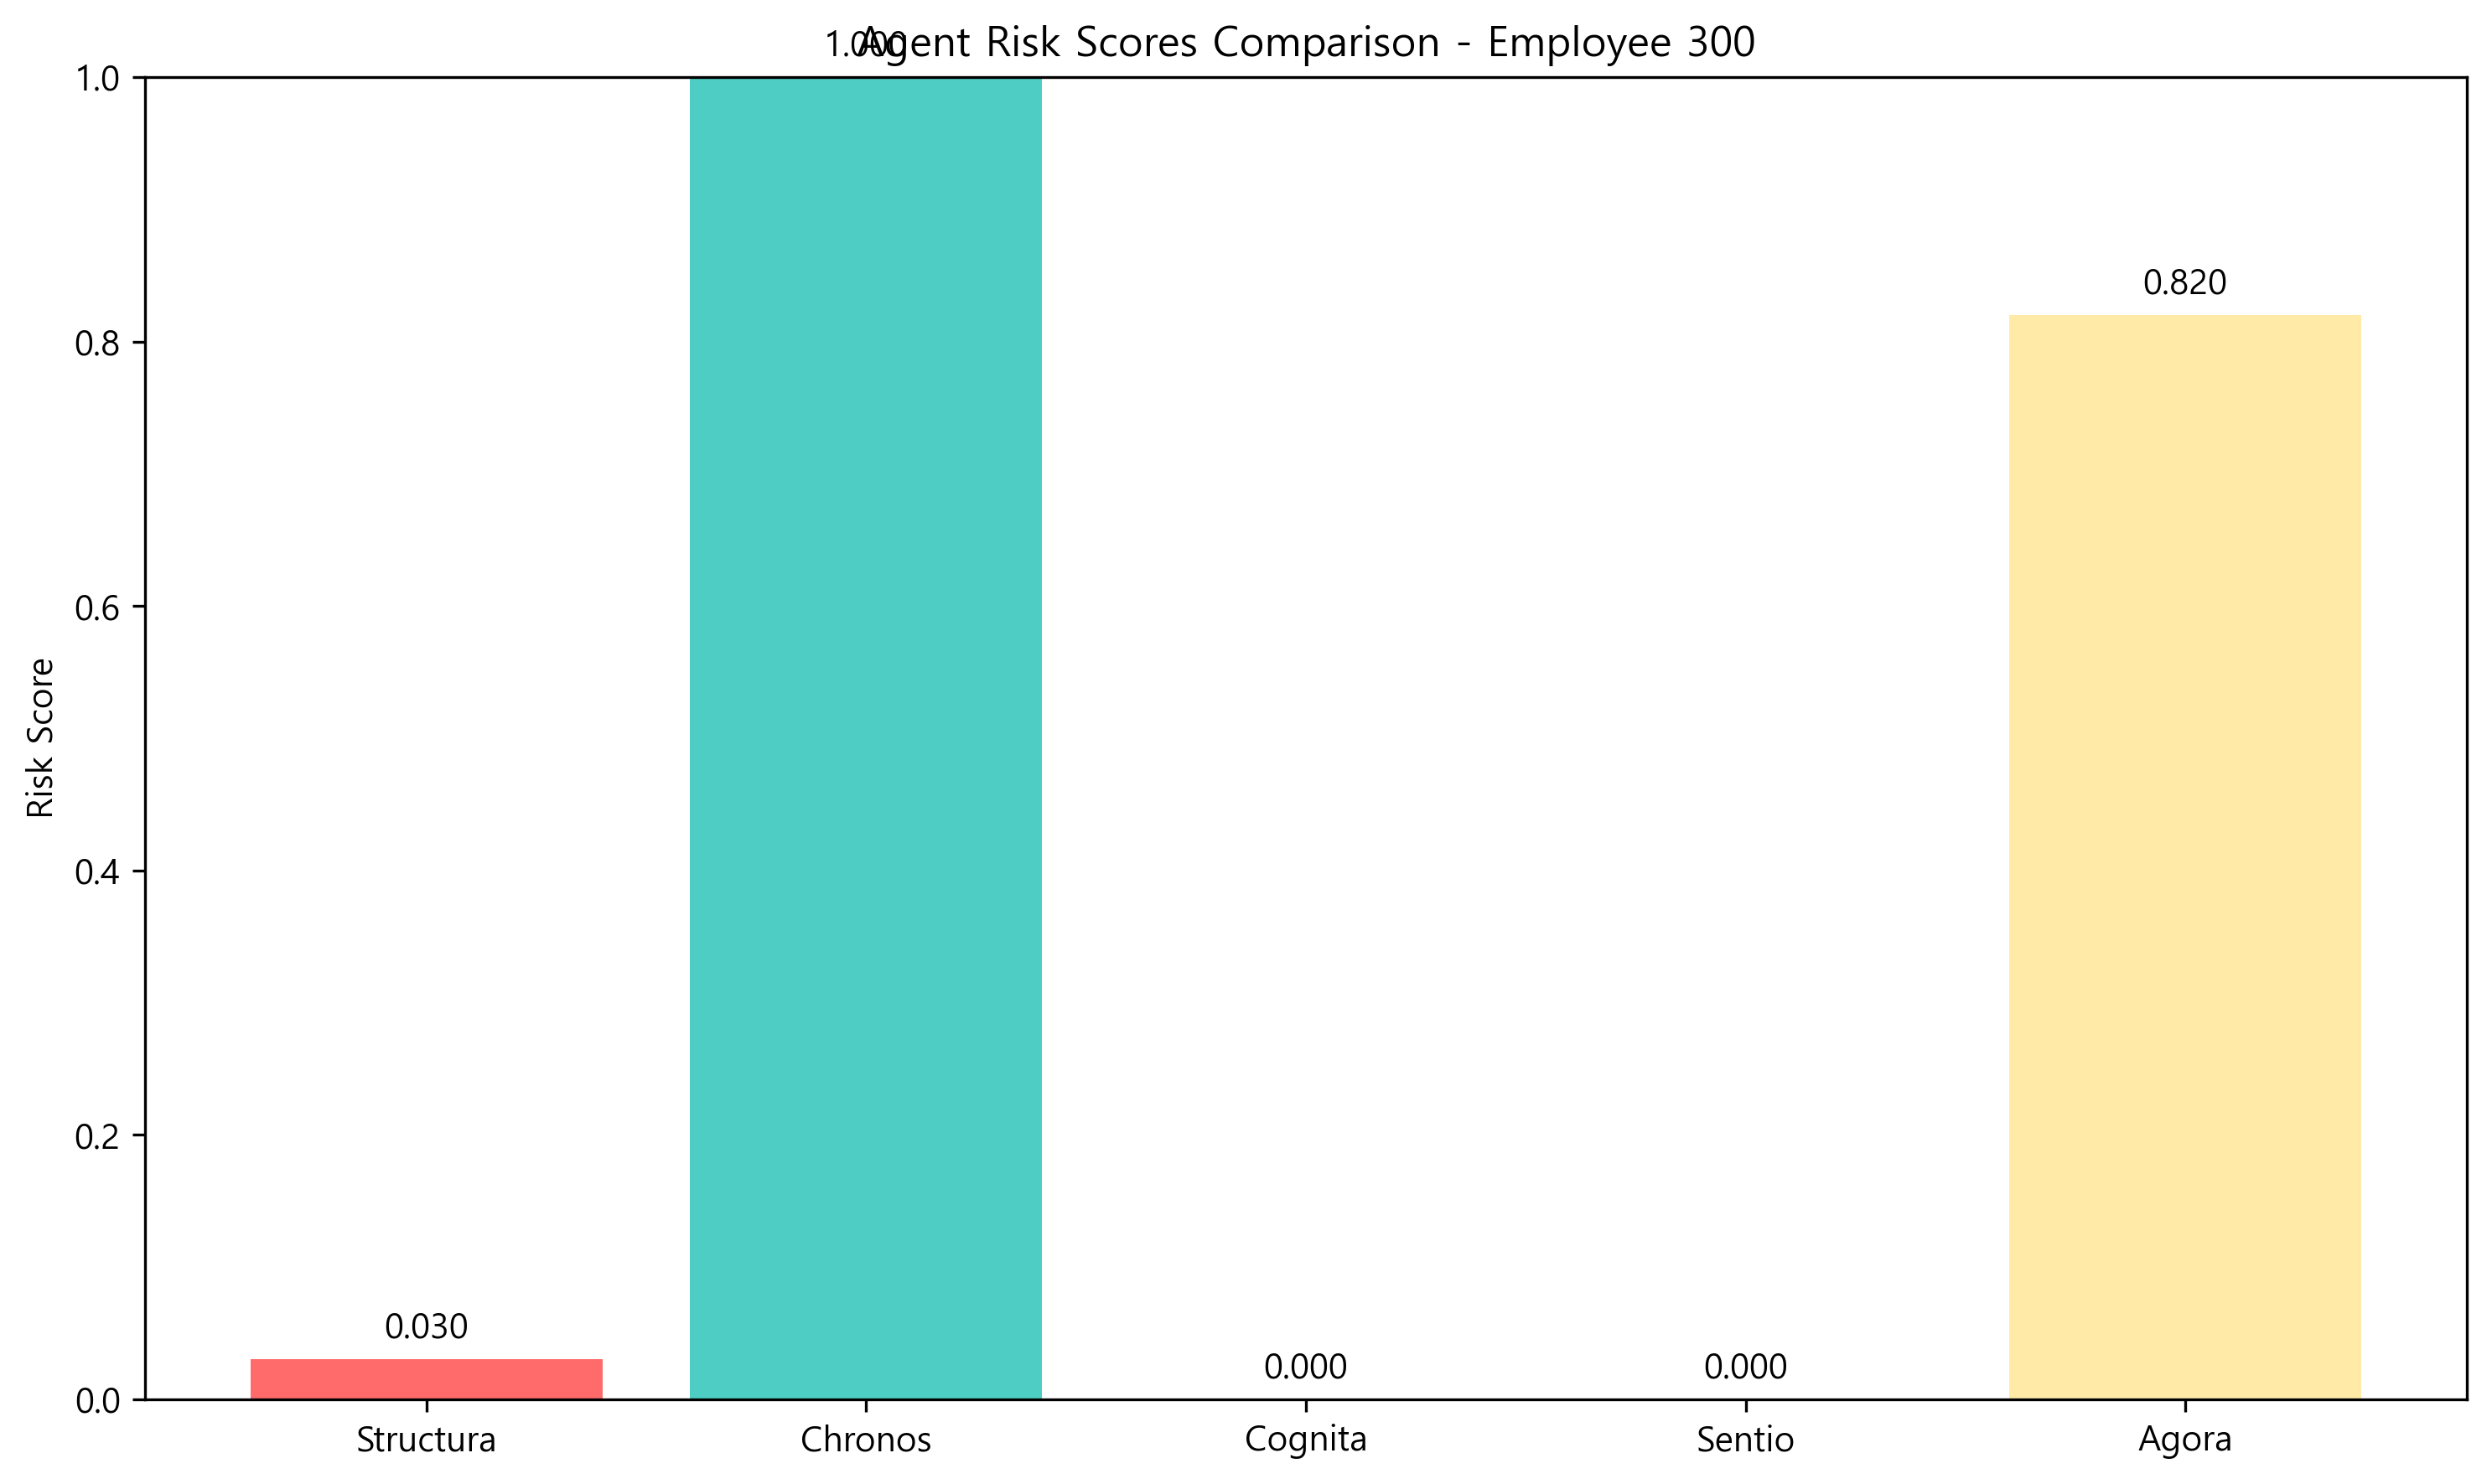 Agent Risk Scores Comparison - Employee 300
1.000
1.0
0.820
0.8
0.6
Risk Score
0.4
0.2
0.030
0.000
0.000
0.0
Structura
Chronos
Cognita
Sentio
Agora